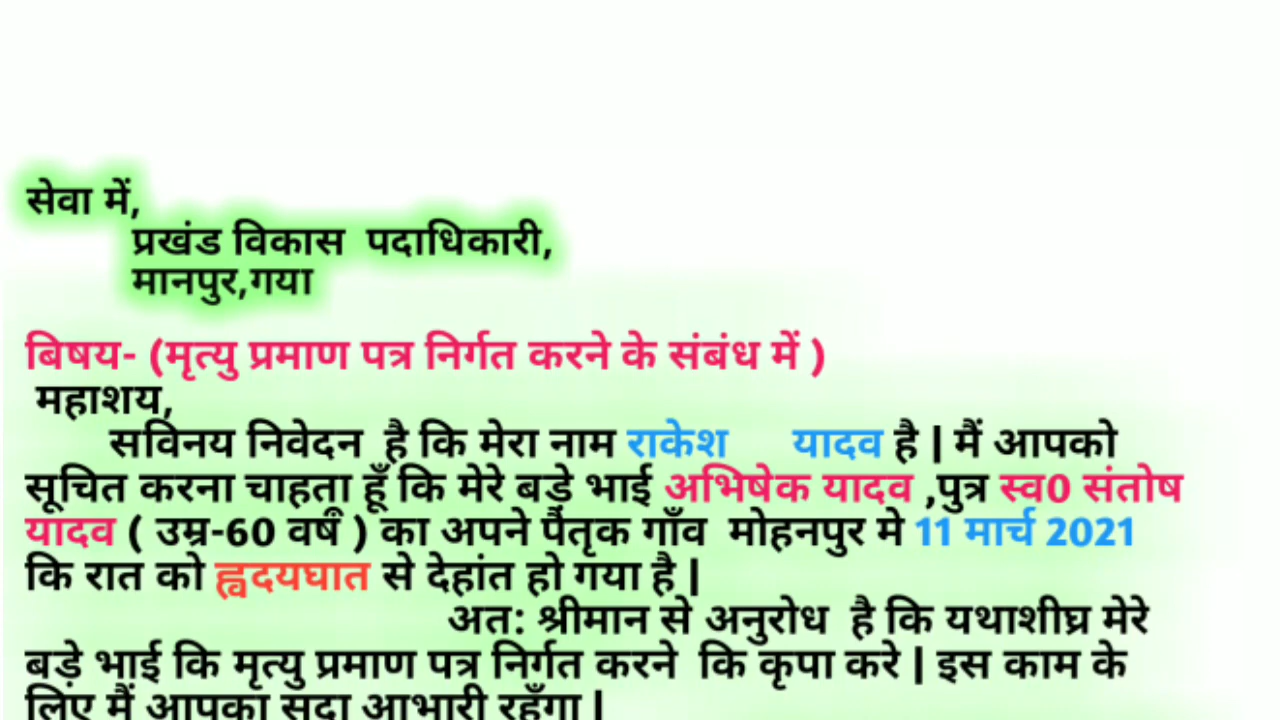 सेवा में,
प्रखंड विकास पदाधिकारी,
मानपुर,गया
बिषय- (मृत्यु प्रमाण पत्र निर्गत करने के संबंध में )
महाशय,
सविनय निवेदन है कि मेरा नाम राकेश यादव है | मैं आपको
सूचित करना चाहता हूँ कि मेरे बड़े भाई अभिषेक यादव ,पुत्र स्व0 संतोष
यादव ( उम्र-60 वर्ष ) का अपने पैतृक गाँव मोहनपुर मे 11 मार्च 2021
कि रात को ह्वदयघात से देहांत हो गया है |
अत: श्रीमान से अनुरोध है कि यथाशीघ्र मेरे
बड़े भाई कि मृत्यु प्रमाण पत्र निर्गत करने कि कृपा करे | इस काम के
लिए मैं आपका सदा आभारी रहूँगा |